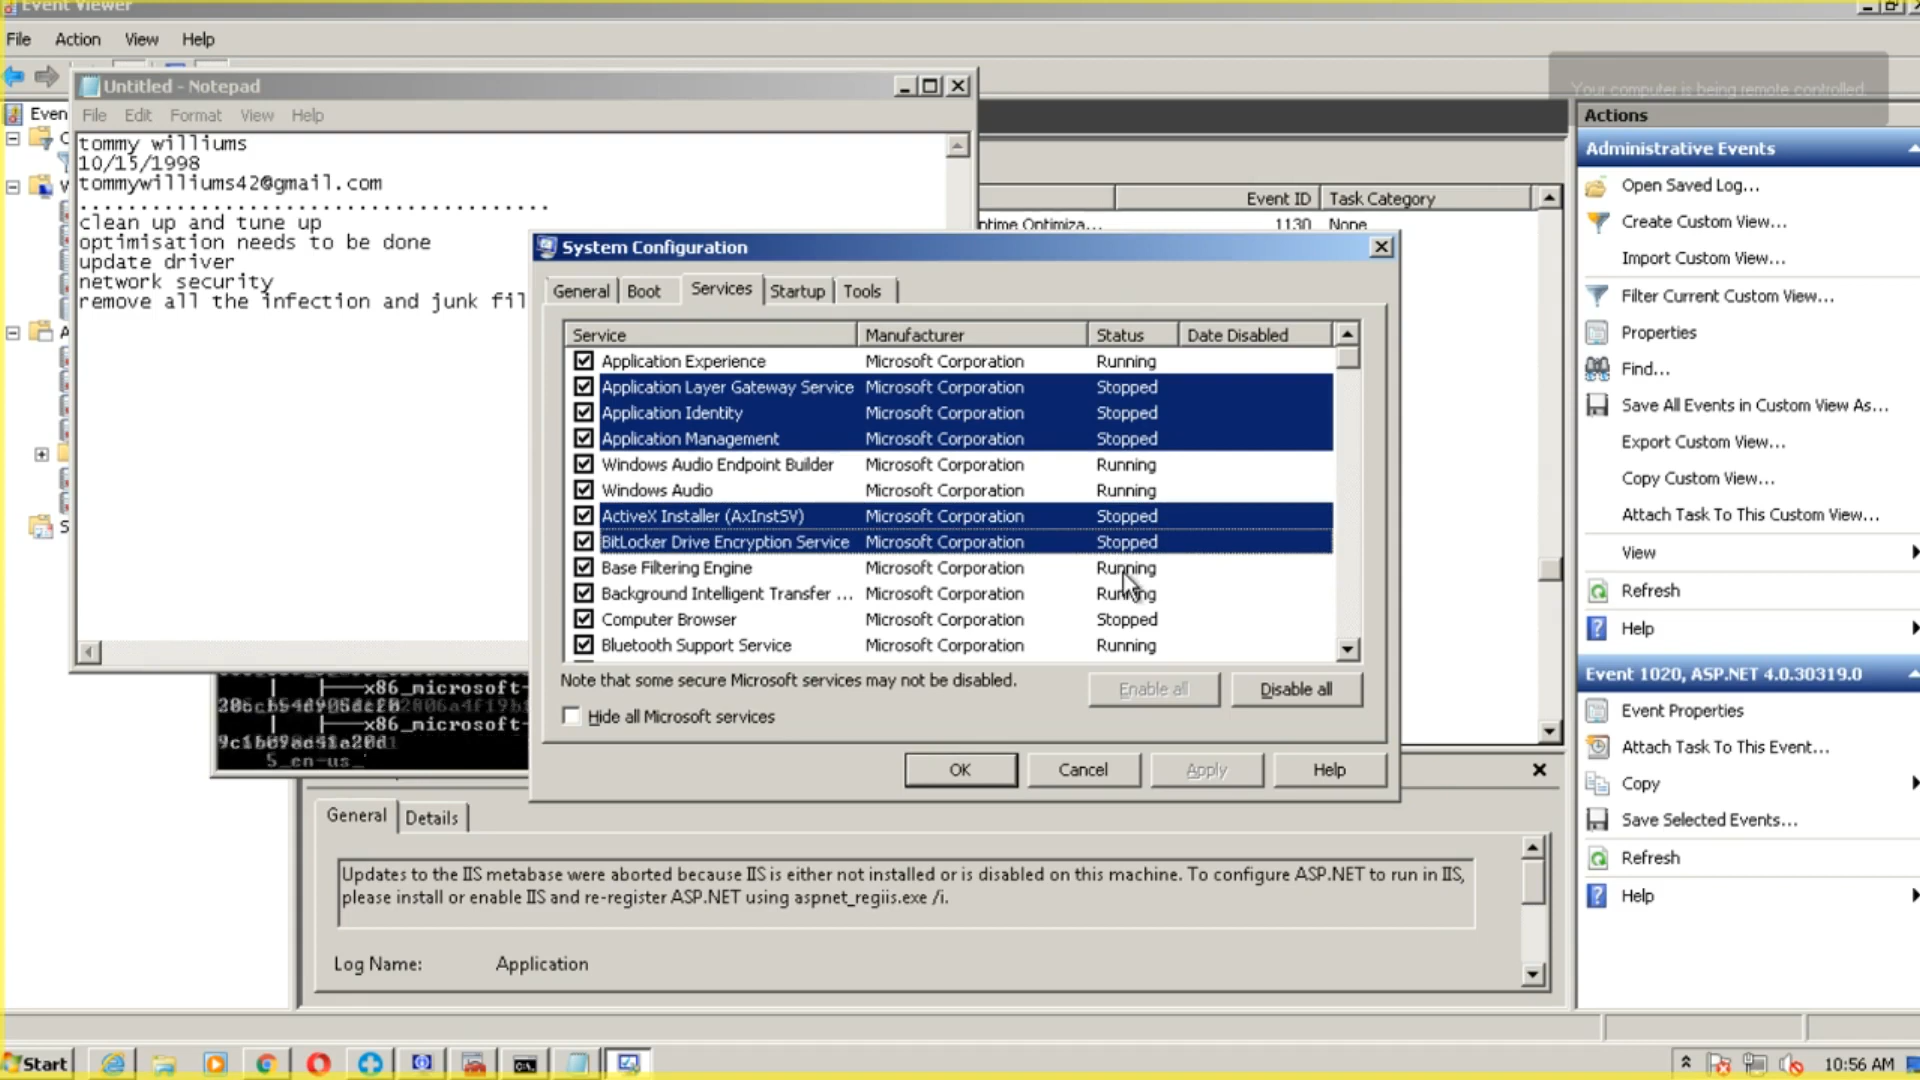 Event Viewer
File Action View Help
Your computer is being remote controlled.
Untitled - Notepad
File Edit Format View Help
tommy williums
10/15/1998
tommywilliums42@gmail.com
.......................................
clean up and tune up
optimisation needs to be done
update driver
network security
remove all the infection and junk fil
Even
Event ID Task Category
ntime Optimiza... 1130 None
System Configuration
General Boot Services Startup Tools
Service Manufacturer Status Date Disabled
Application Experience Microsoft Corporation Running
Application Layer Gateway Service Microsoft Corporation Stopped
Application Identity Microsoft Corporation Stopped
Application Management Microsoft Corporation Stopped
Windows Audio Endpoint Builder Microsoft Corporation Running
Windows Audio Microsoft Corporation Running
ActiveX Installer (AxInstSV) Microsoft Corporation Stopped
BitLocker Drive Encryption Service Microsoft Corporation Stopped
Base Filtering Engine Microsoft Corporation Running
Background Intelligent Transfer ... Microsoft Corporation Running
Computer Browser Microsoft Corporation Stopped
Bluetooth Support Service Microsoft Corporation Running
Note that some secure Microsoft services may not be disabled.
Enable all Disable all
Hide all Microsoft services
OK Cancel Apply Help
x86_microsoft-
x86_microsoft-
5_en-us_
General Details
Updates to the IIS metabase were aborted because IIS is either not installed or is disabled on this machine. To configure ASP.NET to run in IIS,
please install or enable IIS and re-register ASP.NET using aspnet_regiis.exe /i.
Log Name: Application
Actions
Administrative Events
Open Saved Log...
Create Custom View...
Import Custom View...
Filter Current Custom View...
Properties
Find...
Save All Events in Custom View As...
Export Custom View...
Copy Custom View...
Attach Task To This Custom View...
View
Refresh
Help
Event 1020, ASP.NET 4.0.30319.0
Event Properties
Attach Task To This Event...
Copy
Save Selected Events...
Refresh
Help
Start
10:56 AM